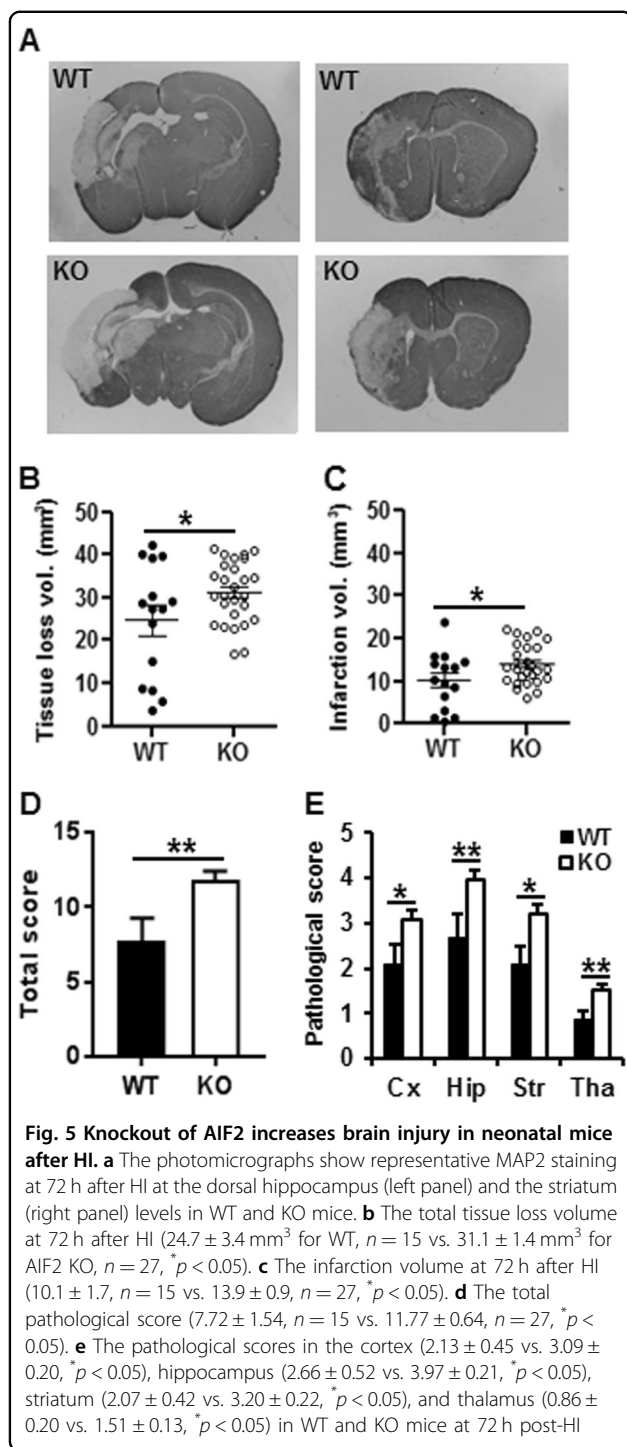 A
WT
WT
KO
KO
B
C
Tissue loss vol. (mm³)
50
40
30
20
10
0
*
WT
KO
Infarction vol. (mm³)
50
40
30
20
10
0
*
WT
KO
D
E
Total score
15
10
5
0
**
WT
KO
Pathological score
5
4
3
2
1
0
WT
KO
*
**
*
**
Cx
Hip
Str
Tha
Fig. 5 Knockout of AIF2 increases brain injury in neonatal mice
after HI. a The photomicrographs show representative MAP2 staining
at 72 h after HI at the dorsal hippocampus (left panel) and the striatum
(right panel) levels in WT and KO mice. b The total tissue loss volume
at 72 h after HI (24.7 ± 3.4 mm³ for WT, n = 15 vs. 31.1 ± 1.4 mm³ for
AIF2 KO, n = 27, *p < 0.05). c The infarction volume at 72 h after HI
(10.1 ± 1.7, n = 15 vs. 13.9 ± 0.9, n = 27, *p < 0.05). d The total
pathological score (7.72 ± 1.54, n = 15 vs. 11.77 ± 0.64, n = 27, *p <
0.05). e The pathological scores in the cortex (2.13 ± 0.45 vs. 3.09 ±
0.20, *p < 0.05), hippocampus (2.66 ± 0.52 vs. 3.97 ± 0.21, *p < 0.05),
striatum (2.07 ± 0.42 vs. 3.20 ± 0.22, *p < 0.05), and thalamus (0.86 ±
0.20 vs. 1.51 ± 0.13, *p < 0.05) in WT and KO mice at 72 h post-HI